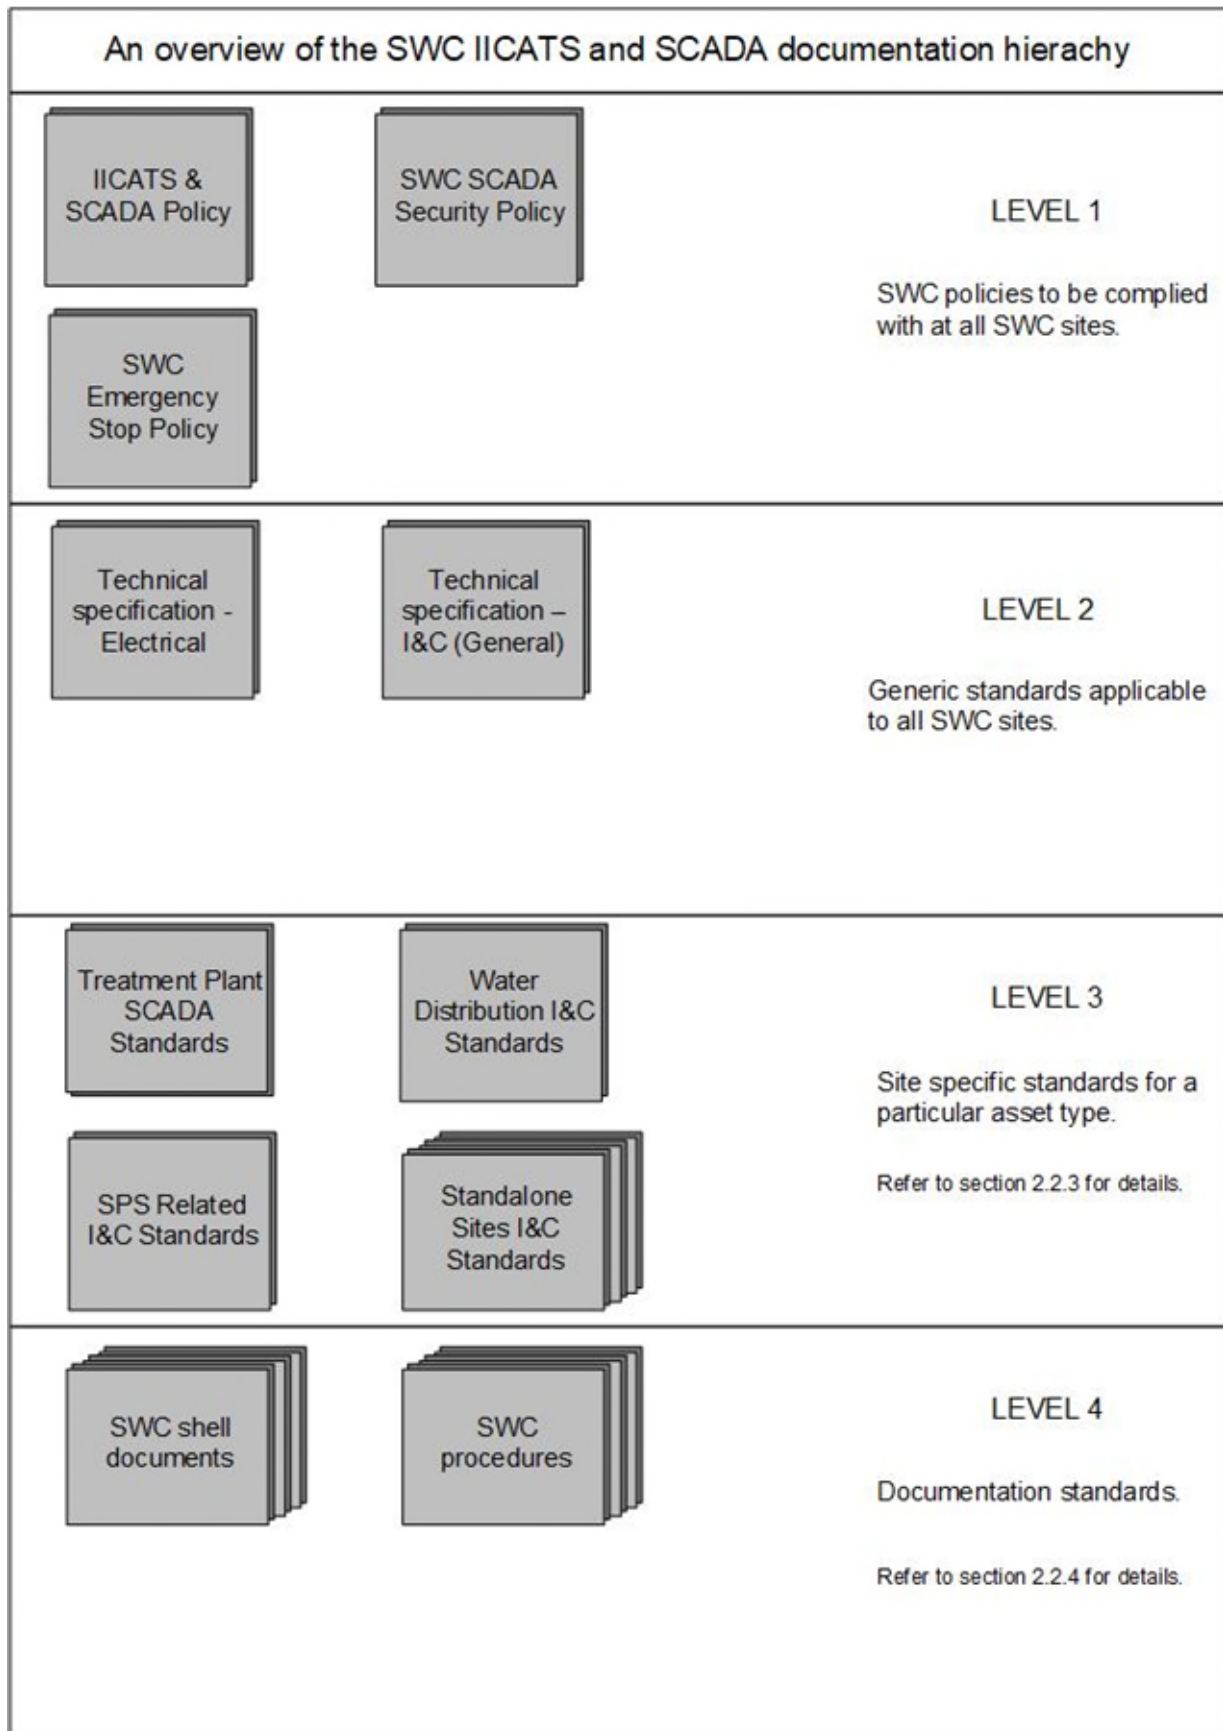 An overview of the SWC IICATS and SCADA documentation hierachy
IICATS &
SCADA Policy
SWC SCADA
Security Policy
SWC
Emergency
Stop Policy
LEVEL 1
SWC policies to be complied
with at all SWC sites.
Technical
specification -
Electrical
Technical
specification –
I&C (General)
LEVEL 2
Generic standards applicable
to all SWC sites.
Treatment Plant
SCADA
Standards
Water
Distribution I&C
Standards
SPS Related
I&C Standards
Standalone
Sites I&C
Standards
LEVEL 3
Site specific standards for a
particular asset type.
Refer to section 2.2.3 for details.
SWC shell
documents
SWC
procedures
LEVEL 4
Documentation standards.
Refer to section 2.2.4 for details.